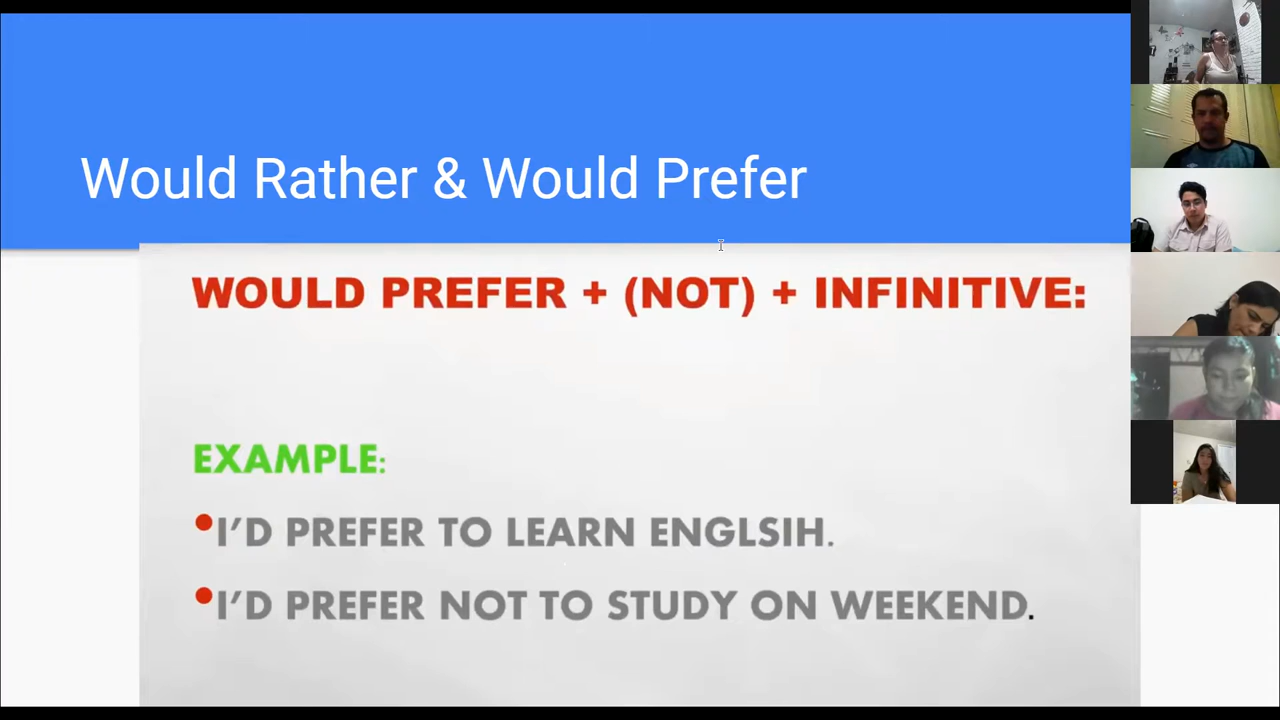 Would Rather & Would Prefer
WOULD PREFER + (NOT) + INFINITIVE:
EXAMPLE:
•I'D PREFER TO LEARN ENGLSIH.
•I'D PREFER NOT TO STUDY ON WEEKEND.